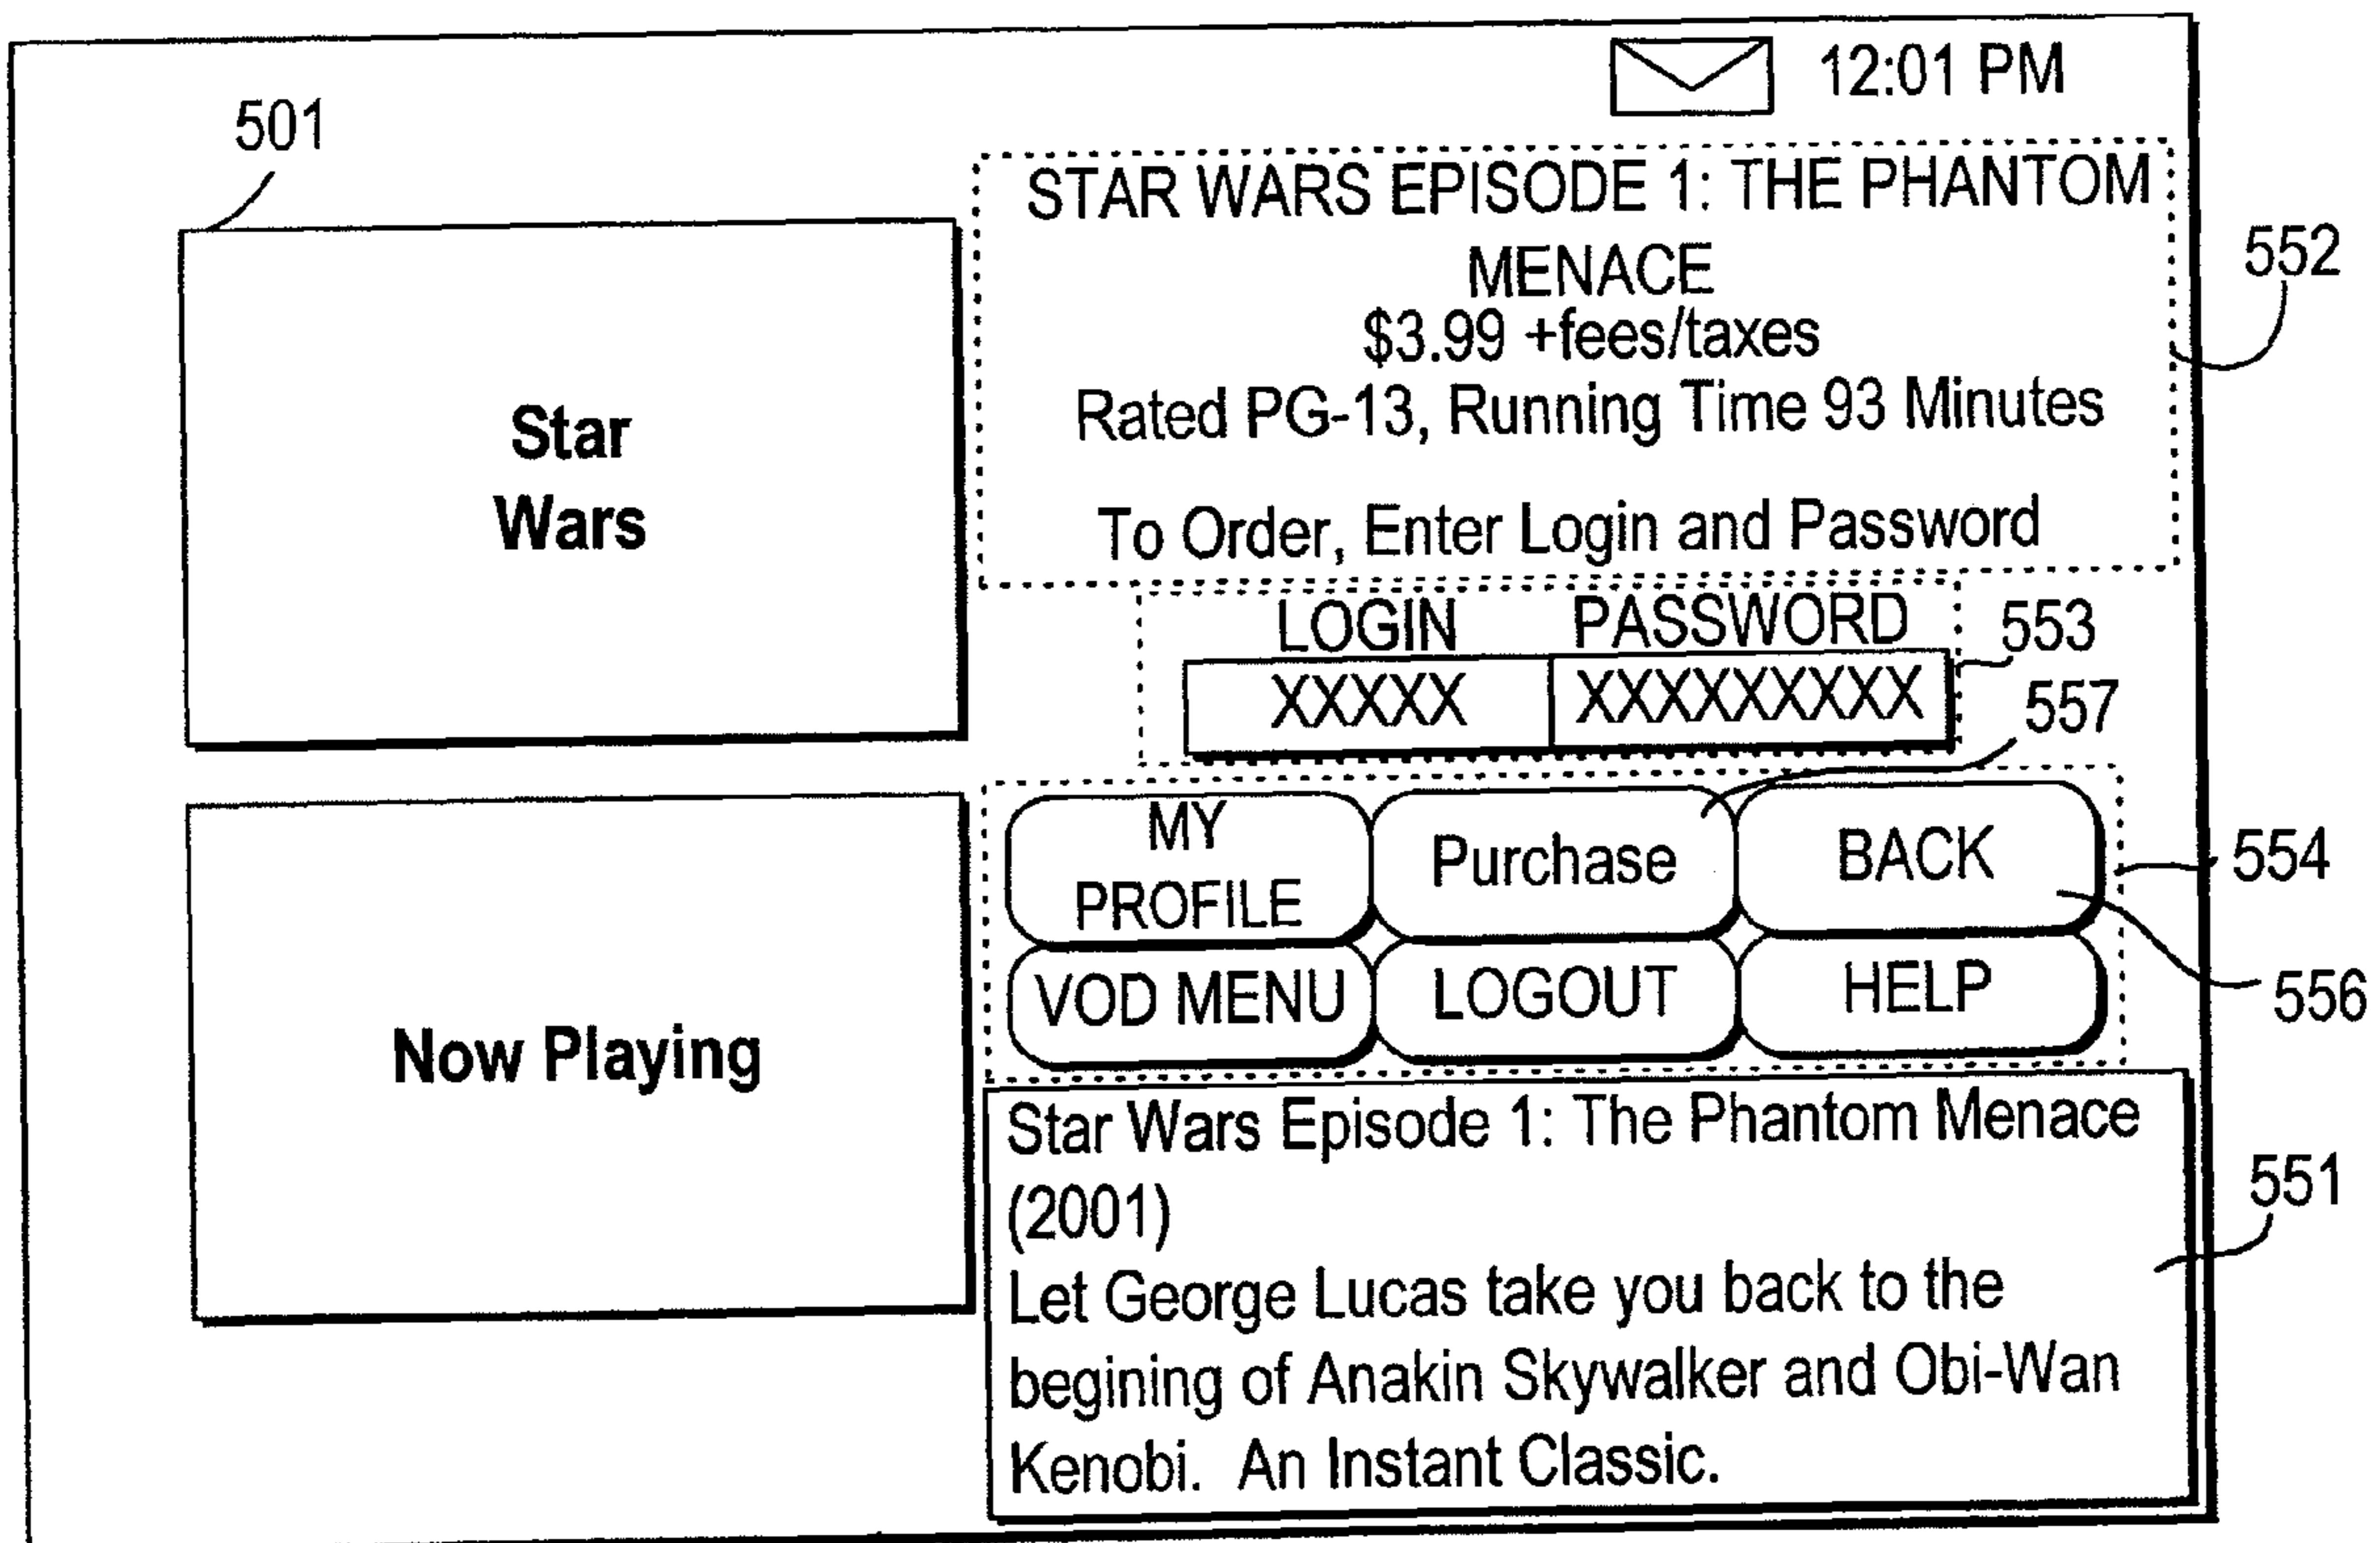 12:01 PM
501
STAR WARS EPISODE 1: THE PHANTOM
MENACE
$3.99 +fees/taxes
Rated PG-13, Running Time 93 Minutes
To Order, Enter Login and Password
552
Star
Wars
LOGIN PASSWORD
XXXXX XXXXXXXXX
553
557
MY
PROFILE
Purchase
BACK
554
VOD MENU
LOGOUT
HELP
556
Now Playing
Star Wars Episode 1: The Phantom Menace
(2001)
Let George Lucas take you back to the
begining of Anakin Skywalker and Obi-Wan
Kenobi. An Instant Classic.
551